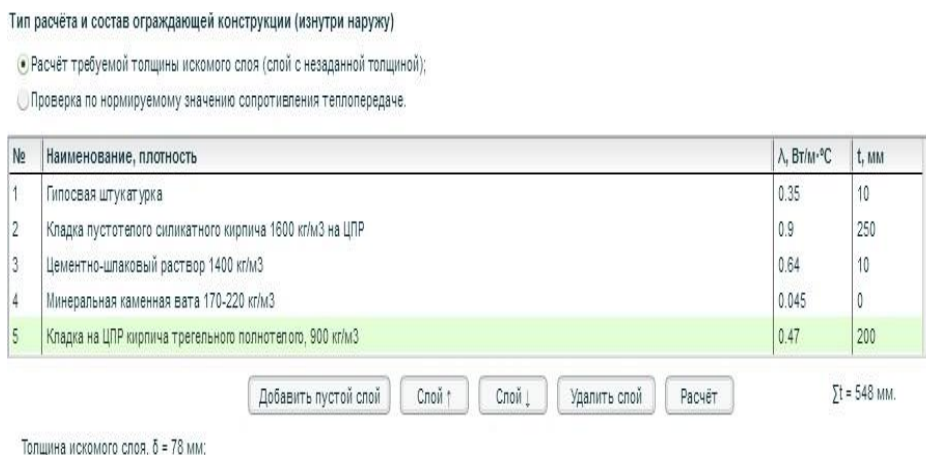 Тип расчёта и состав ограждающей конструкции (изнутри наружу)
Расчёт требуемой толщины искомого слоя (слой с незаданной толщиной);
Проверка по нормируемому значению сопротивления теплопередаче.
№ Наименование, плотность λ, Вт/м·ºС t, мм
1 Гипосвая штукатурка 0.35 10
2 Кладка пустотелого силикатного кирпича 1600 кг/м3 на ЦПР 0.9 250
3 Цементно-шлаковый раствор 1400 кг/м3 0.64 10
4 Минеральная каменная вата 170-220 кг/м3 0.045 0
5 Кладка на ЦПР кирпича трегельного полнотелого, 900 кг/м3 0.47 200
Добавить пустой слой Слой ↑ Слой ↓ Удалить слой Расчёт ∑t = 548 мм.
Толщина искомого слоя, δ = 78 мм;